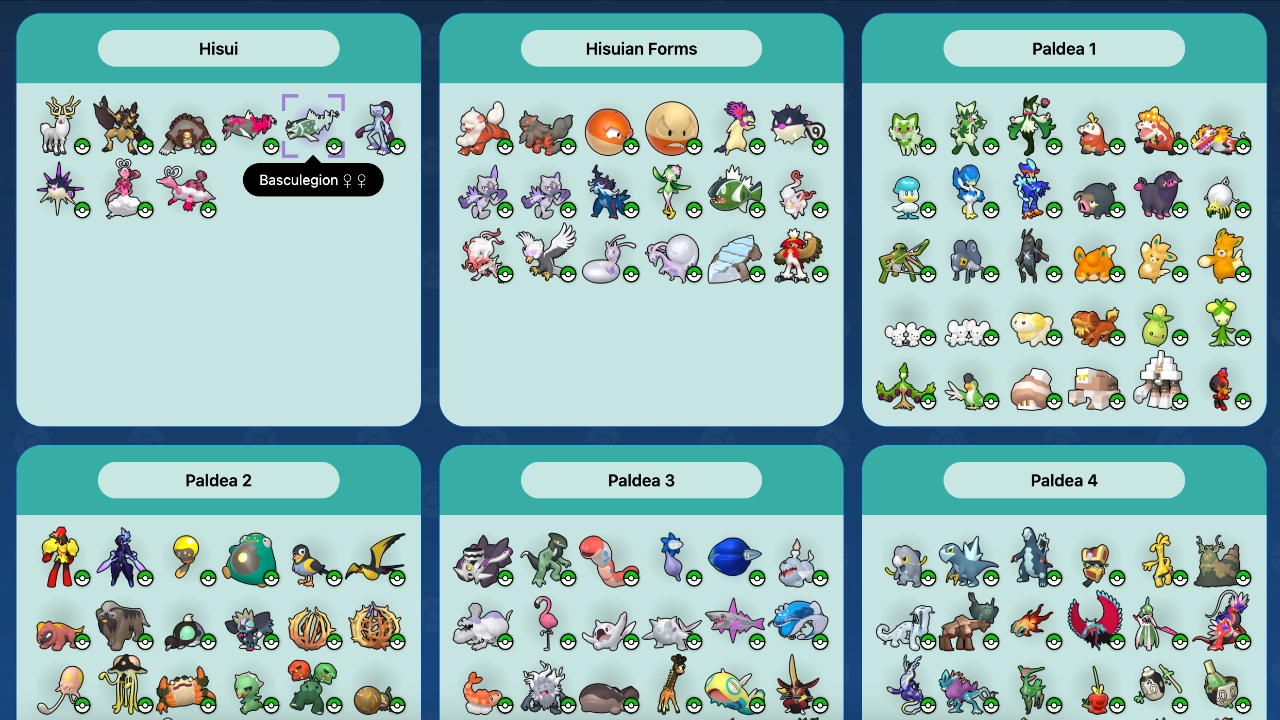 Hisui
Hisuian Forms
Paldea 1
Basculegion ♀ ♀
Paldea 2
Paldea 3
Paldea 4